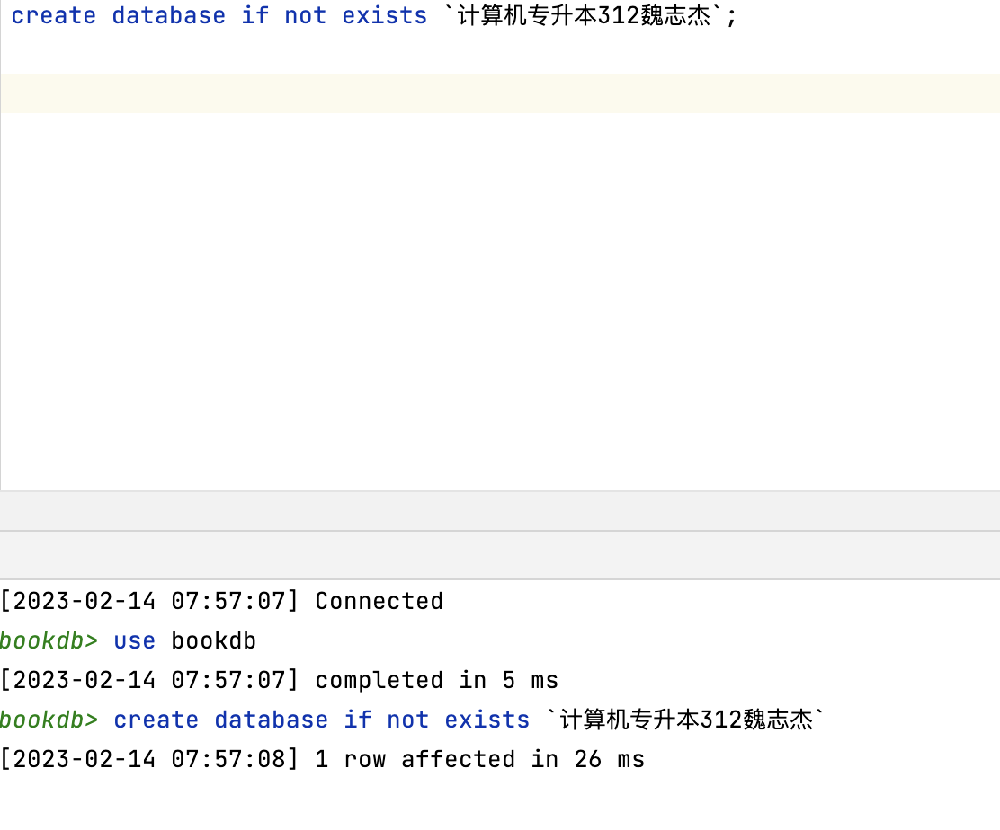 create database if not exists `计算机专升本312魏志杰`;
[2023-02-14 07:57:07] Connected
bookdb> use bookdb
[2023-02-14 07:57:07] completed in 5 ms
bookdb> create database if not exists `计算机专升本312魏志杰`
[2023-02-14 07:57:08] 1 row affected in 26 ms